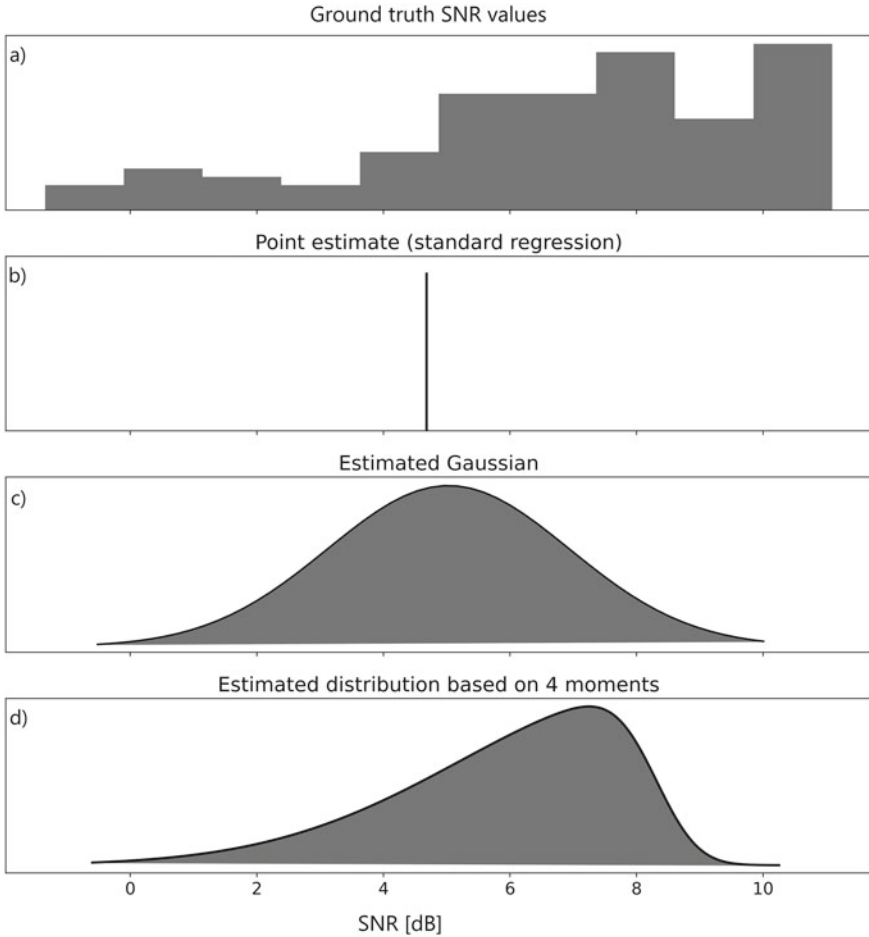 Ground truth SNR values
a)
Point estimate (standard regression)
b)
Estimated Gaussian
c)
Estimated distribution based on 4 moments
d)
0 2 4 6 8 10
SNR [dB]